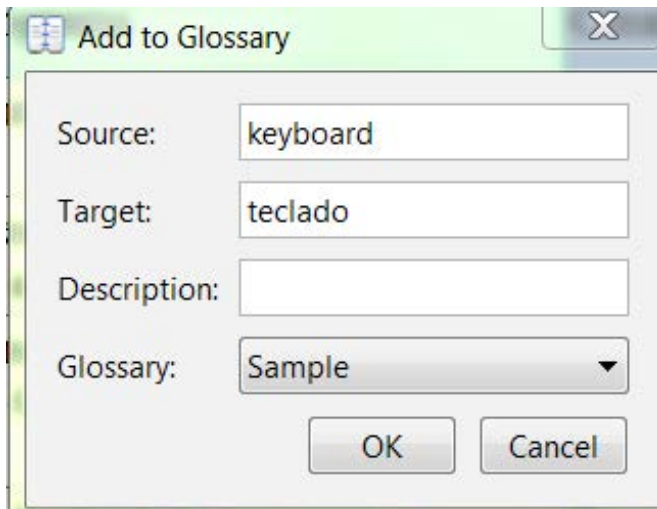 Add to Glossary
Source: keyboard
Target: teclado
Description:
Glossary: Sample
OK Cancel